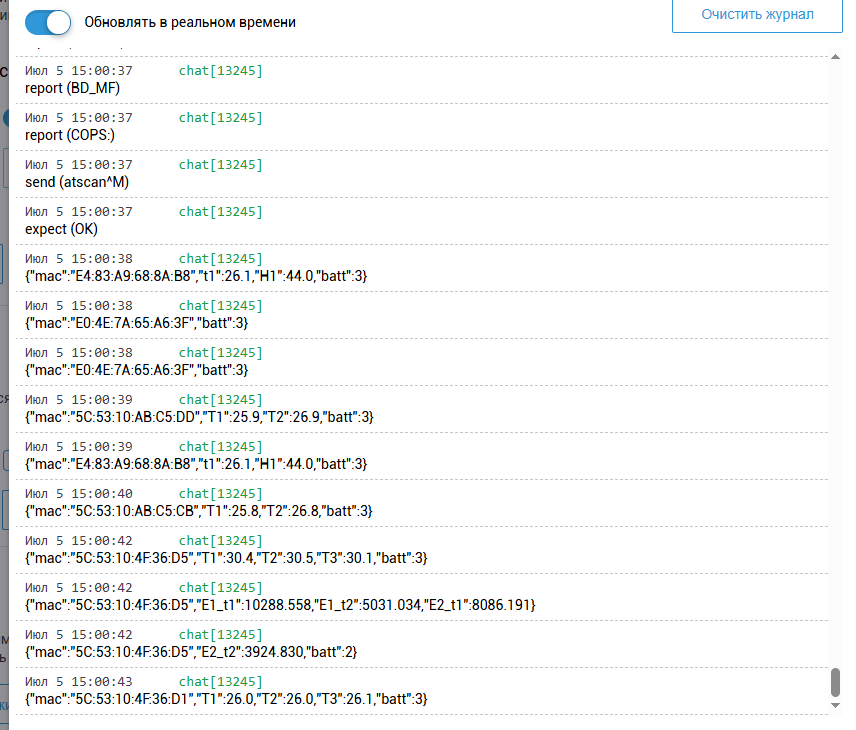 Обновлять в реальном времени
Очистить журнал
Июл 5 15:00:37 chat[13245]
report (BD_MF)
Июл 5 15:00:37 chat[13245]
report (COPS:)
Июл 5 15:00:37 chat[13245]
send (atscan^M)
Июл 5 15:00:37 chat[13245]
expect (OK)
Июл 5 15:00:38 chat[13245]
{"mac":"E4:83:A9:68:8A:B8","t1":26.1,"H1":44.0,"batt":3}
Июл 5 15:00:38 chat[13245]
{"mac":"E0:4E:7A:65:A6:3F","batt":3}
Июл 5 15:00:38 chat[13245]
{"mac":"E0:4E:7A:65:A6:3F","batt":3}
Июл 5 15:00:39 chat[13245]
{"mac":"5C:53:10:AB:C5:DD","T1":25.9,"T2":26.9,"batt":3}
Июл 5 15:00:39 chat[13245]
{"mac":"E4:83:A9:68:8A:B8","t1":26.1,"H1":44.0,"batt":3}
Июл 5 15:00:40 chat[13245]
{"mac":"5C:53:10:AB:C5:CB","T1":25.8,"T2":26.8,"batt":3}
Июл 5 15:00:42 chat[13245]
{"mac":"5C:53:10:4F:36:D5","T1":30.4,"T2":30.5,"T3":30.1,"batt":3}
Июл 5 15:00:42 chat[13245]
{"mac":"5C:53:10:4F:36:D5","E1_t1":10288.558,"E1_t2":5031.034,"E2_t1":8086.191}
Июл 5 15:00:42 chat[13245]
{"mac":"5C:53:10:4F:36:D5","E2_t2":3924.830,"batt":2}
Июл 5 15:00:43 chat[13245]
{"mac":"5C:53:10:4F:36:D1","T1":26.0,"T2":26.0,"T3":26.1,"batt":3}